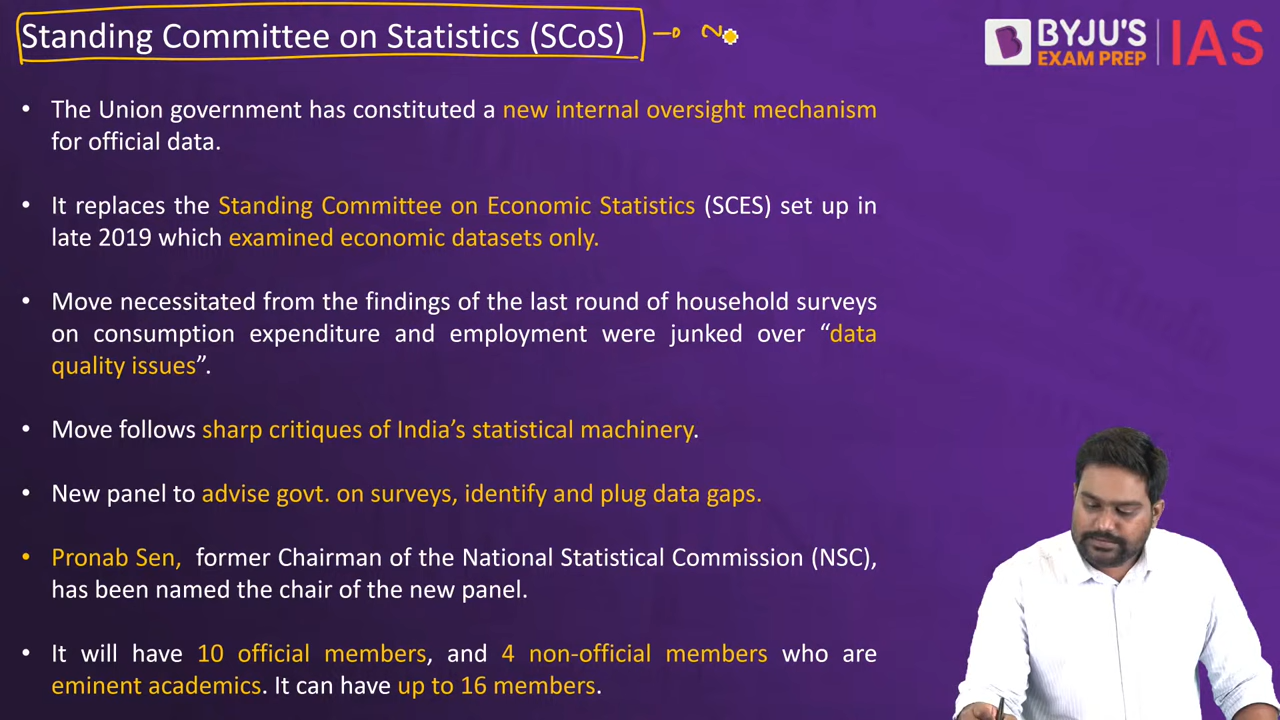 Standing Committee on Statistics (SCoS)
BYJU'S
EXAM PREP
IAS
• The Union government has constituted a new internal oversight mechanism
for official data.
• It replaces the Standing Committee on Economic Statistics (SCES) set up in
late 2019 which examined economic datasets only.
• Move necessitated from the findings of the last round of household surveys
on consumption expenditure and employment were junked over “data
quality issues”.
• Move follows sharp critiques of India’s statistical machinery.
• New panel to advise govt. on surveys, identify and plug data gaps.
• Pronab Sen, former Chairman of the National Statistical Commission (NSC),
has been named the chair of the new panel.
• It will have 10 official members, and 4 non-official members who are
eminent academics. It can have up to 16 members.